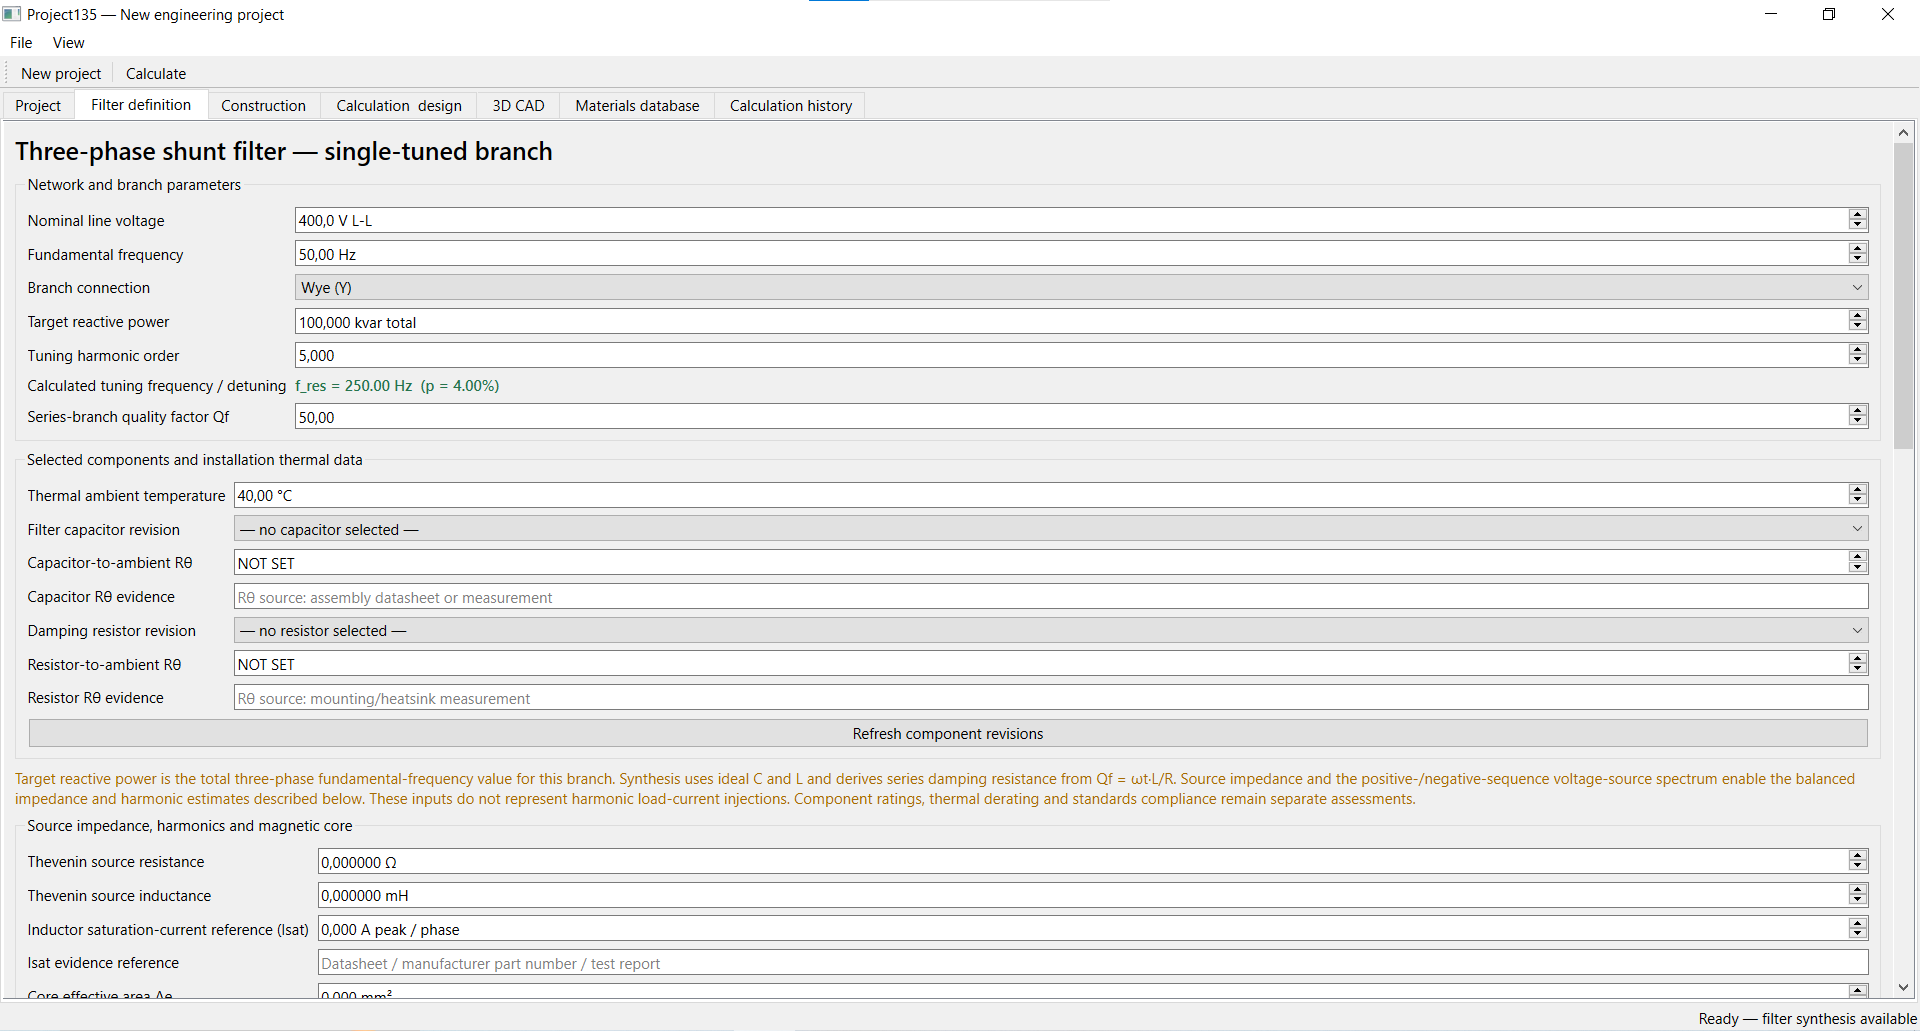 Project135 — New engineering project
File View
New project Calculate
Project Filter definition Construction Calculation design 3D CAD Materials database Calculation history
Three-phase shunt filter — single-tuned branch
Network and branch parameters
Nominal line voltage 400,0 V L-L
Fundamental frequency 50,00 Hz
Branch connection Wye (Y)
Target reactive power 100,000 kvar total
Tuning harmonic order 5,000
Calculated tuning frequency / detuning f_res = 250.00 Hz (p = 4.00%)
Series-branch quality factor Qf 50,00
Selected components and installation thermal data
Thermal ambient temperature 40,00 °C
Filter capacitor revision — no capacitor selected —
Capacitor-to-ambient Rθ NOT SET
Capacitor Rθ evidence Rθ source: assembly datasheet or measurement
Damping resistor revision — no resistor selected —
Resistor-to-ambient Rθ NOT SET
Resistor Rθ evidence Rθ source: mounting/heatsink measurement
Refresh component revisions
Target reactive power is the total three-phase fundamental-frequency value for this branch. Synthesis uses ideal C and L and derives series damping resistance from Qf = ωt·L/R. Source impedance and the positive-/negative-sequence voltage-source spectrum enable the balanced
impedance and harmonic estimates described below. These inputs do not represent harmonic load-current injections. Component ratings, thermal derating and standards compliance remain separate assessments.
Source impedance, harmonics and magnetic core
Thevenin source resistance 0,000000 Ω
Thevenin source inductance 0,000000 mH
Inductor saturation-current reference (Isat) 0,000 A peak / phase
Isat evidence reference Datasheet / manufacturer part number / test report
Core effective area Ae 0,000 mm²
Ready — filter synthesis available